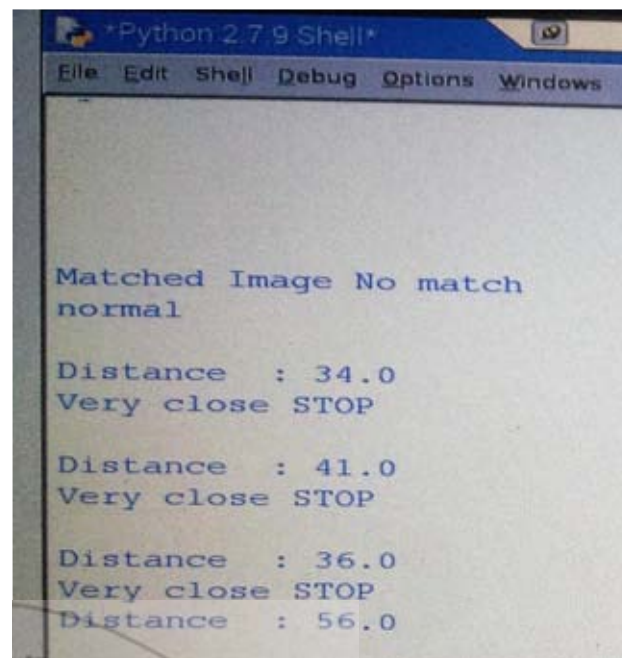 *Python 2.7.9 Shell*
File Edit Shell Debug Options Windows
Matched Image No match
normal
Distance : 34.0
Very close STOP
Distance : 41.0
Very close STOP
Distance : 36.0
Very close STOP
Distance : 56.0